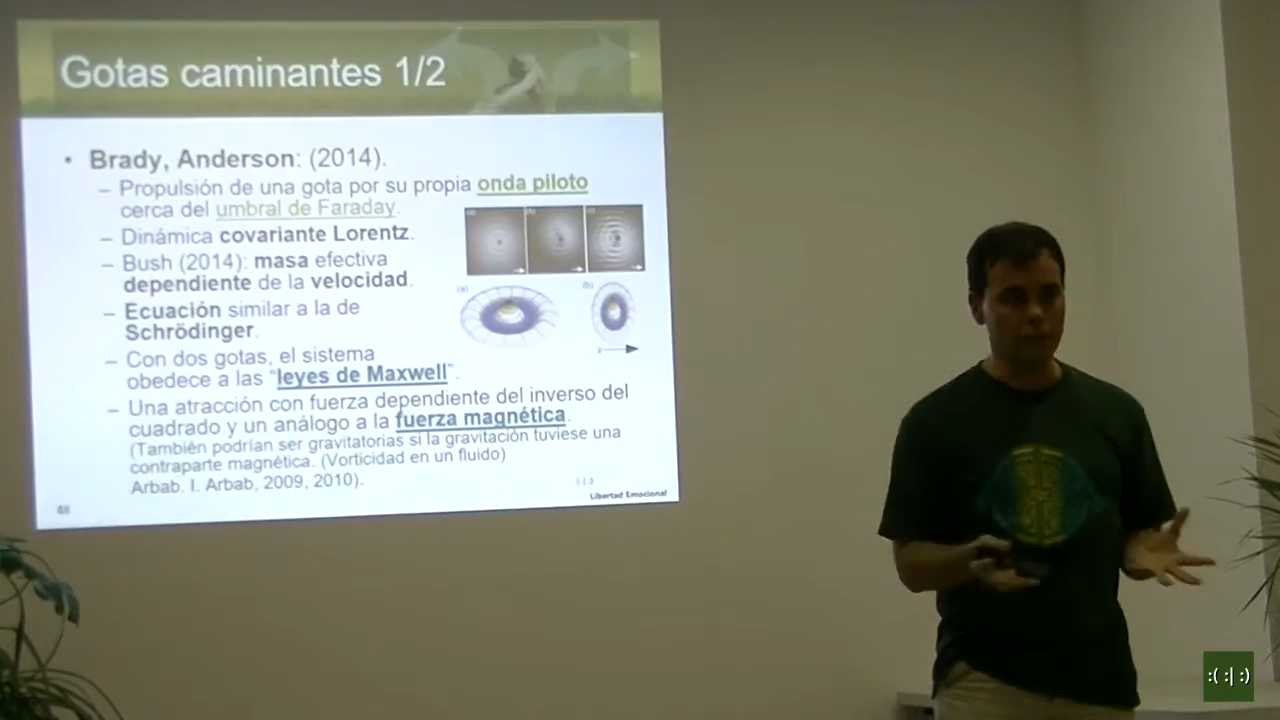 Gotas caminantes 1/2
• Brady, Anderson: (2014).
– Propulsión de una gota por su propia onda piloto
cerca del umbral de Faraday.
– Dinámica covariante Lorentz.
– Bush (2014): masa efectiva
dependiente de la velocidad.
– Ecuación similar a la de
Schrödinger.
– Con dos gotas, el sistema
obedece a las "leyes de Maxwell".
– Una atracción con fuerza dependiente del inverso del
cuadrado y un análogo a la fuerza magnética.
(También podrían ser gravitatorias si la gravitación tuviese una
contraparte magnética. (Vorticidad en un fluido)
Arbab. I. Arbab, 2009, 2010).
(a) (b)
v
Libertad Emocional
:( :| :)